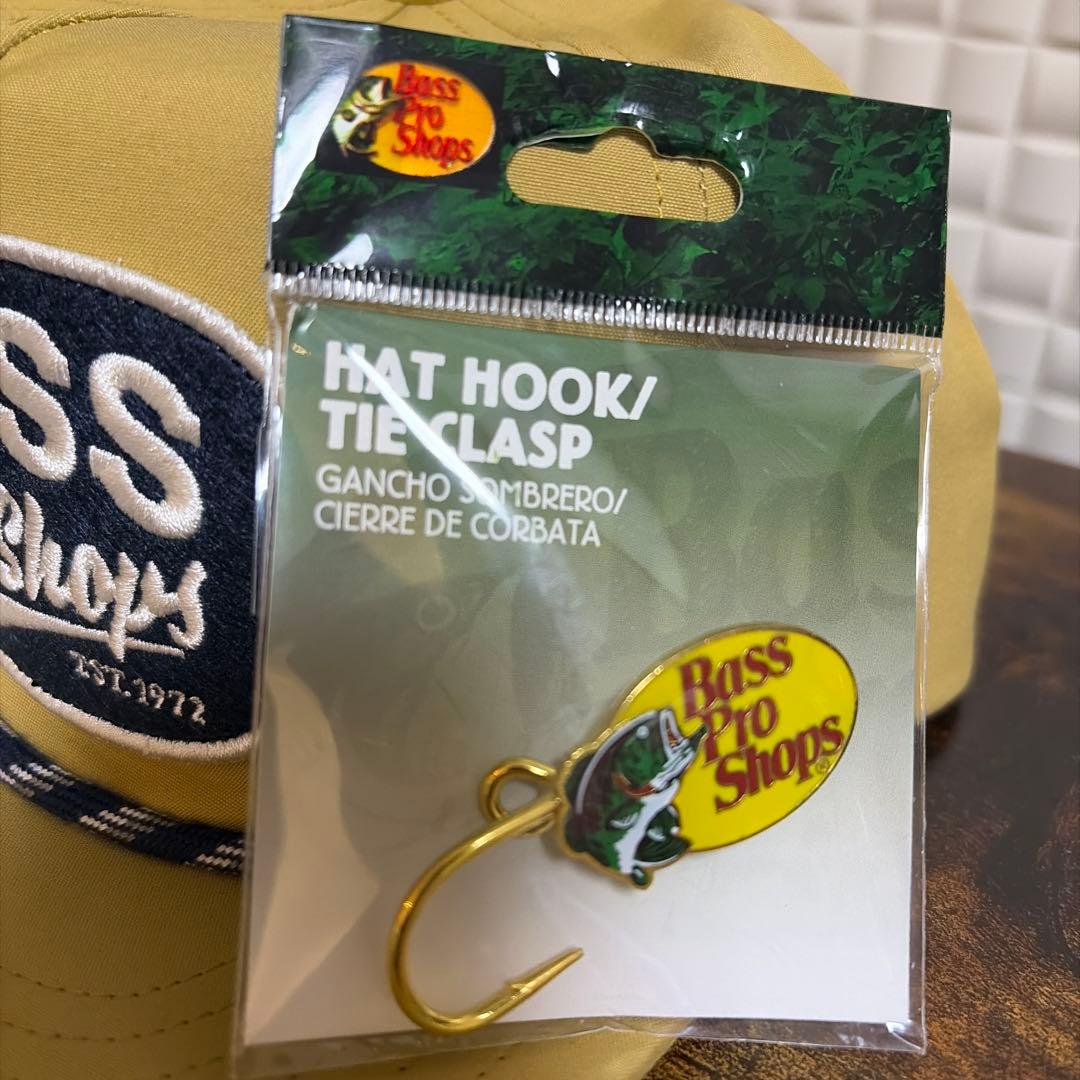 Bass
Pro
Shops
HAT HOOK/
TIE CLASP
GANCHO SOMBRERO/
CIERRE DE CORBATA
Bass
Pro
Shops®
SS
Shops
EST. 1972